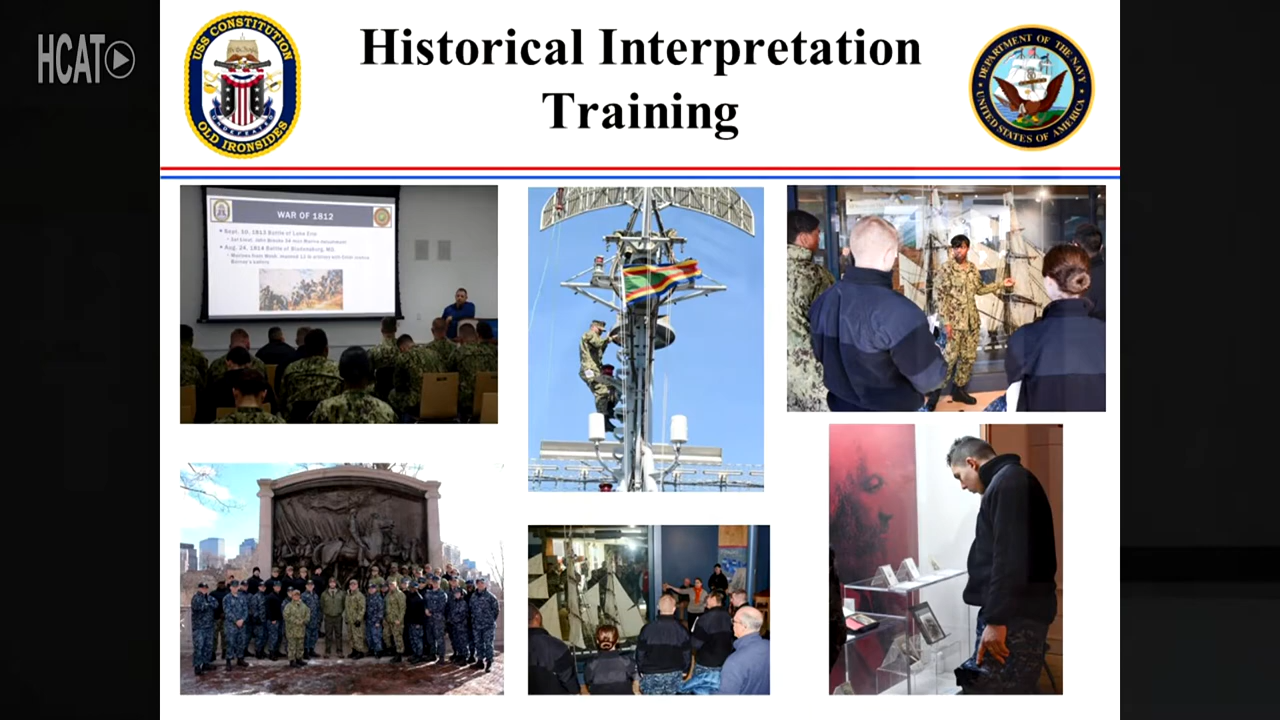 HCAT
USS CONSTITUTION
OLD IRONSIDES
Historical Interpretation
Training
DEPARTMENT OF THE NAVY
UNITED STATES OF AMERICA
WAR OF 1812
Sept. 10, 1813 Battle of Lake Erie
Aug. 24, 1814 Battle of Bladensburg, MD